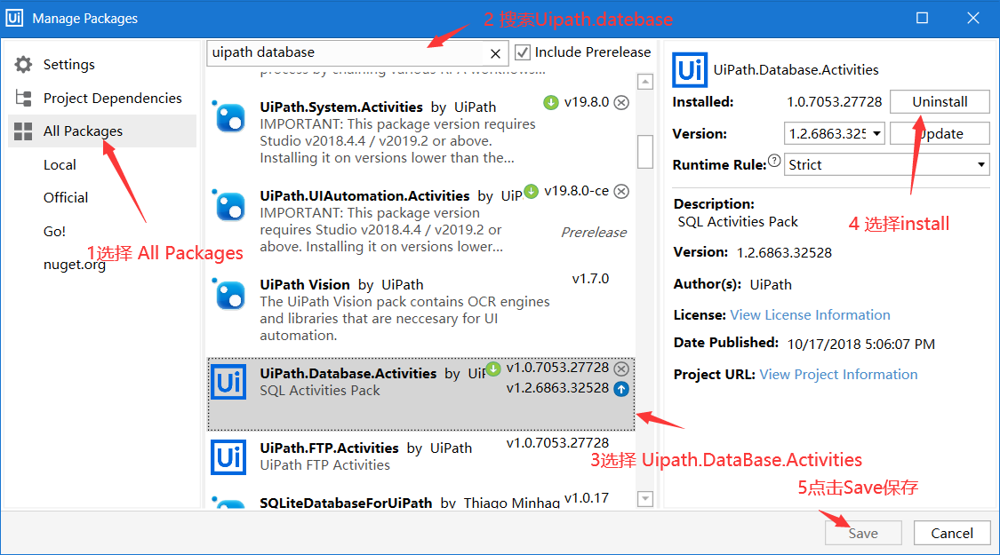 Ui Manage Packages
2 搜索Uipath.datebase
Settings
Project Dependencies
All Packages
Local
Official
Go!
nuget.org
1选择 All Packages
uipath database
Include Prerelease
process by chaining various RPA workflows...
UiPath.System.Activities by UiPath v19.8.0
IMPORTANT: This package version requires
Studio v2018.4.4 / v2019.2 or above.
Installing it on versions lower than the...
UiPath.UIAutomation.Activities by UiP v19.8.0-ce
IMPORTANT: This package version
requires Studio v2018.4.4 / v2019.2 or
above. Installing it on versions lower...
Prerelease
UiPath Vision by UiPath v1.7.0
The UiPath Vision pack contains OCR engines
and libraries that are neccesary for UI
automation.
Ui
UiPath.Database.Activities by UiP v1.0.7053.27728
SQL Activities Pack v1.2.6863.32528
Ui
UiPath.FTP.Activities by UiPath v1.0.7053.27728
UiPath FTP Activities
SQLiteDatabaseForUiPath by Thiago Minhaq v1.0.17
3选择 Uipath.DataBase.Activities
Ui UiPath.Database.Activities
Installed: 1.0.7053.27728 Uninstall
Version: 1.2.6863.325 Update
Runtime Rule: ? Strict
Description:
SQL Activities Pack
4 选择install
Version: 1.2.6863.32528
Author(s): UiPath
License: View License Information
Date Published: 10/17/2018 5:06:07 PM
Project URL: View Project Information
5点击Save保存
Save Cancel